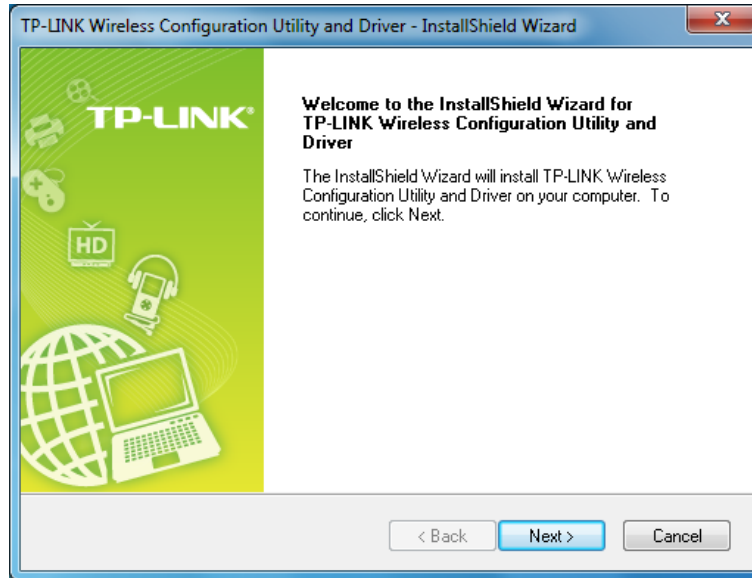 TP-LINK Wireless Configuration Utility and Driver - InstallShield Wizard
TP-LINK®
Welcome to the InstallShield Wizard for
TP-LINK Wireless Configuration Utility and
Driver
The InstallShield Wizard will install TP-LINK Wireless
Configuration Utility and Driver on your computer. To
continue, click Next.
HD
< Back
Next >
Cancel